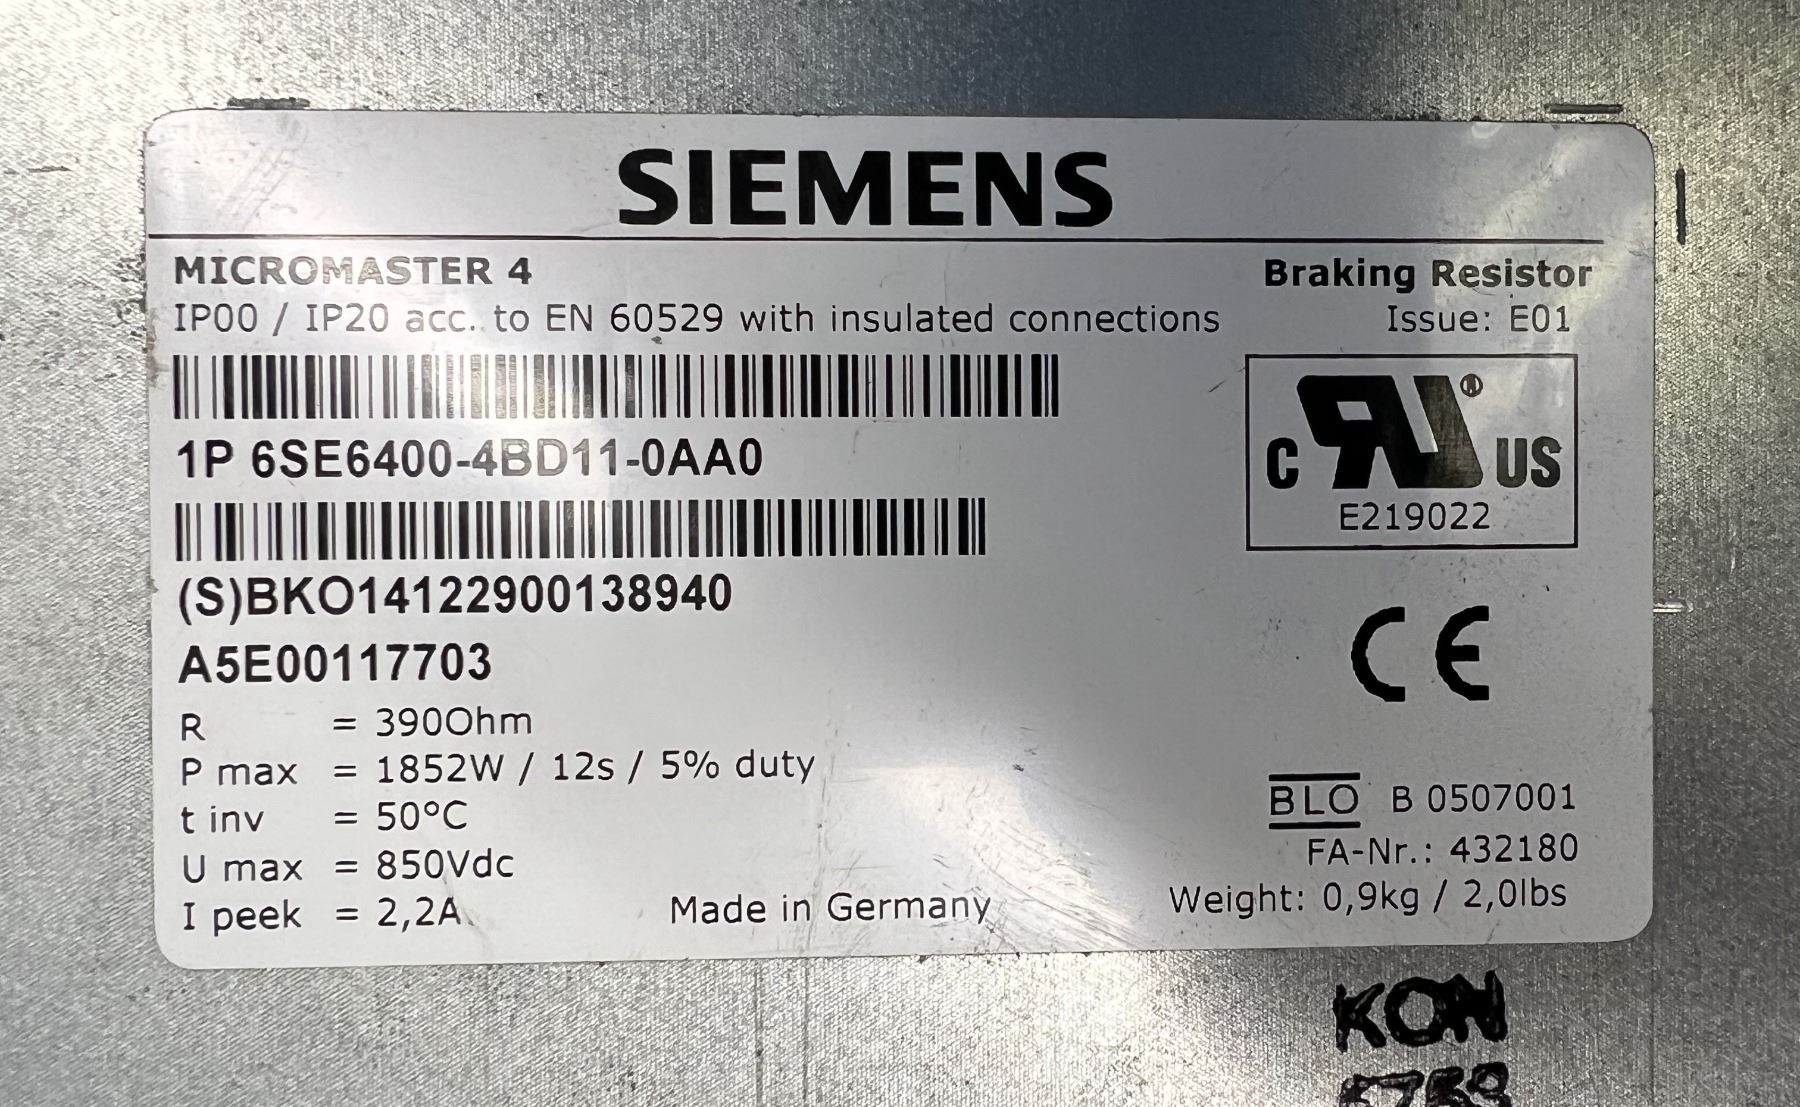 SIEMENS
MICROMASTER 4
Braking Resistor
IP00 / IP20 acc. to EN 60529 with insulated connections
Issue: E01
1P 6SE6400-4BD11-0AA0
c RU ® US
E219022
(S)BKO14122900138940
A5E00117703
CE
R = 390Ohm
P max = 1852W / 12s / 5% duty
t inv = 50°C
U max = 850Vdc
I peek = 2,2A
Made in Germany
BLO B 0507001
FA-Nr.: 432180
Weight: 0,9kg / 2,0lbs
KON